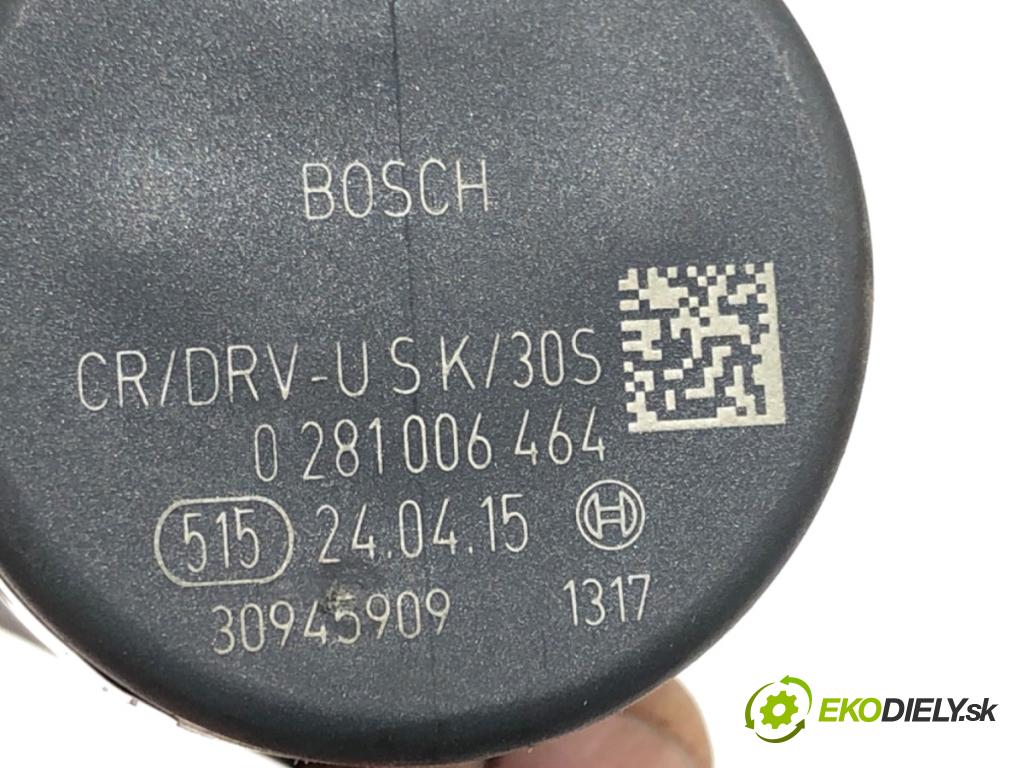 BOSCH
CR/DRV-U S K/30S
0 281 006 464
515 24.04.15
30945909 1317
EKODIELY.sk